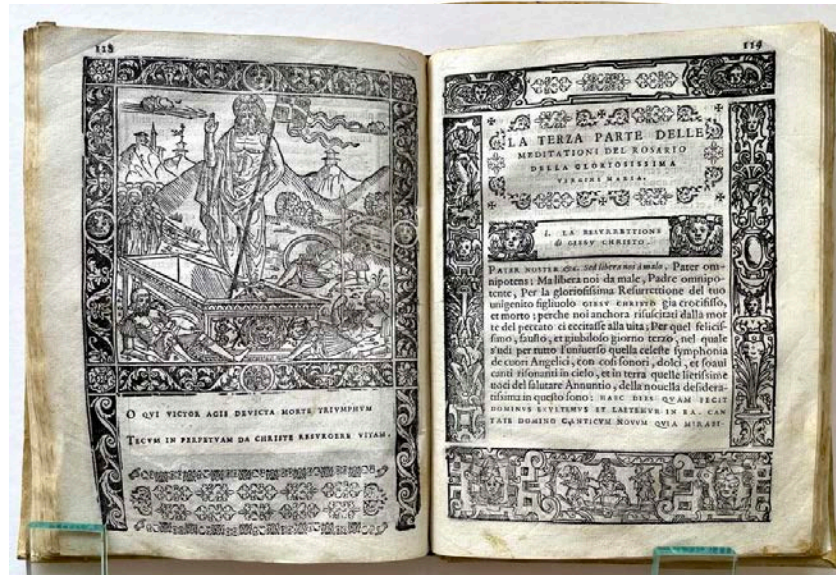 118
O QVI VICTOR AGIS DEVICTA MORTE TRIVMPHVM
TECVM IN PERPETVAM DA CHRISTE RESVRGERE VITAM.
119
LA TERZA PARTE DELLE
MEDITATIONI DEL ROSARIO
DELLA GLORIOSISSIMA
VERGINE MARIA.
i. LA RESVRRETTIONE
di GIESV CHRISTO.
PATER NOSTER &c. Sed libera nos à malo. Pater om-
nipotens; Ma libera noi da male, Padre omnipo-
tente, Per la gloriosissima Resurrettione del tuo
unigenito figliuolo GIESV CHRISTO gia crocifisso,
et morto; perche noi anchora risuscitati dalla mor
te del peccato ci eccitasse alla uita; Per quel felicis-
simo, fausto, et giubiloso giorno terzo, nel quale
s'udi per tutto l'uniuerso quella celeste symphonia
de cuori Angelici, con cosi sonori, dolci, et soaui
canti risonanti in cielo, et in terra quelle lietissime
uoci del salutare Annuntio, della nouella desidera-
tissima in questo sono: HAEC DIES QVAM FECIT
DOMINVS EXVLTEMVS ET LAETEMVR IN EA. CAN
TATE DOMINO CANTICVM NOVVM QVIA MIRABI-